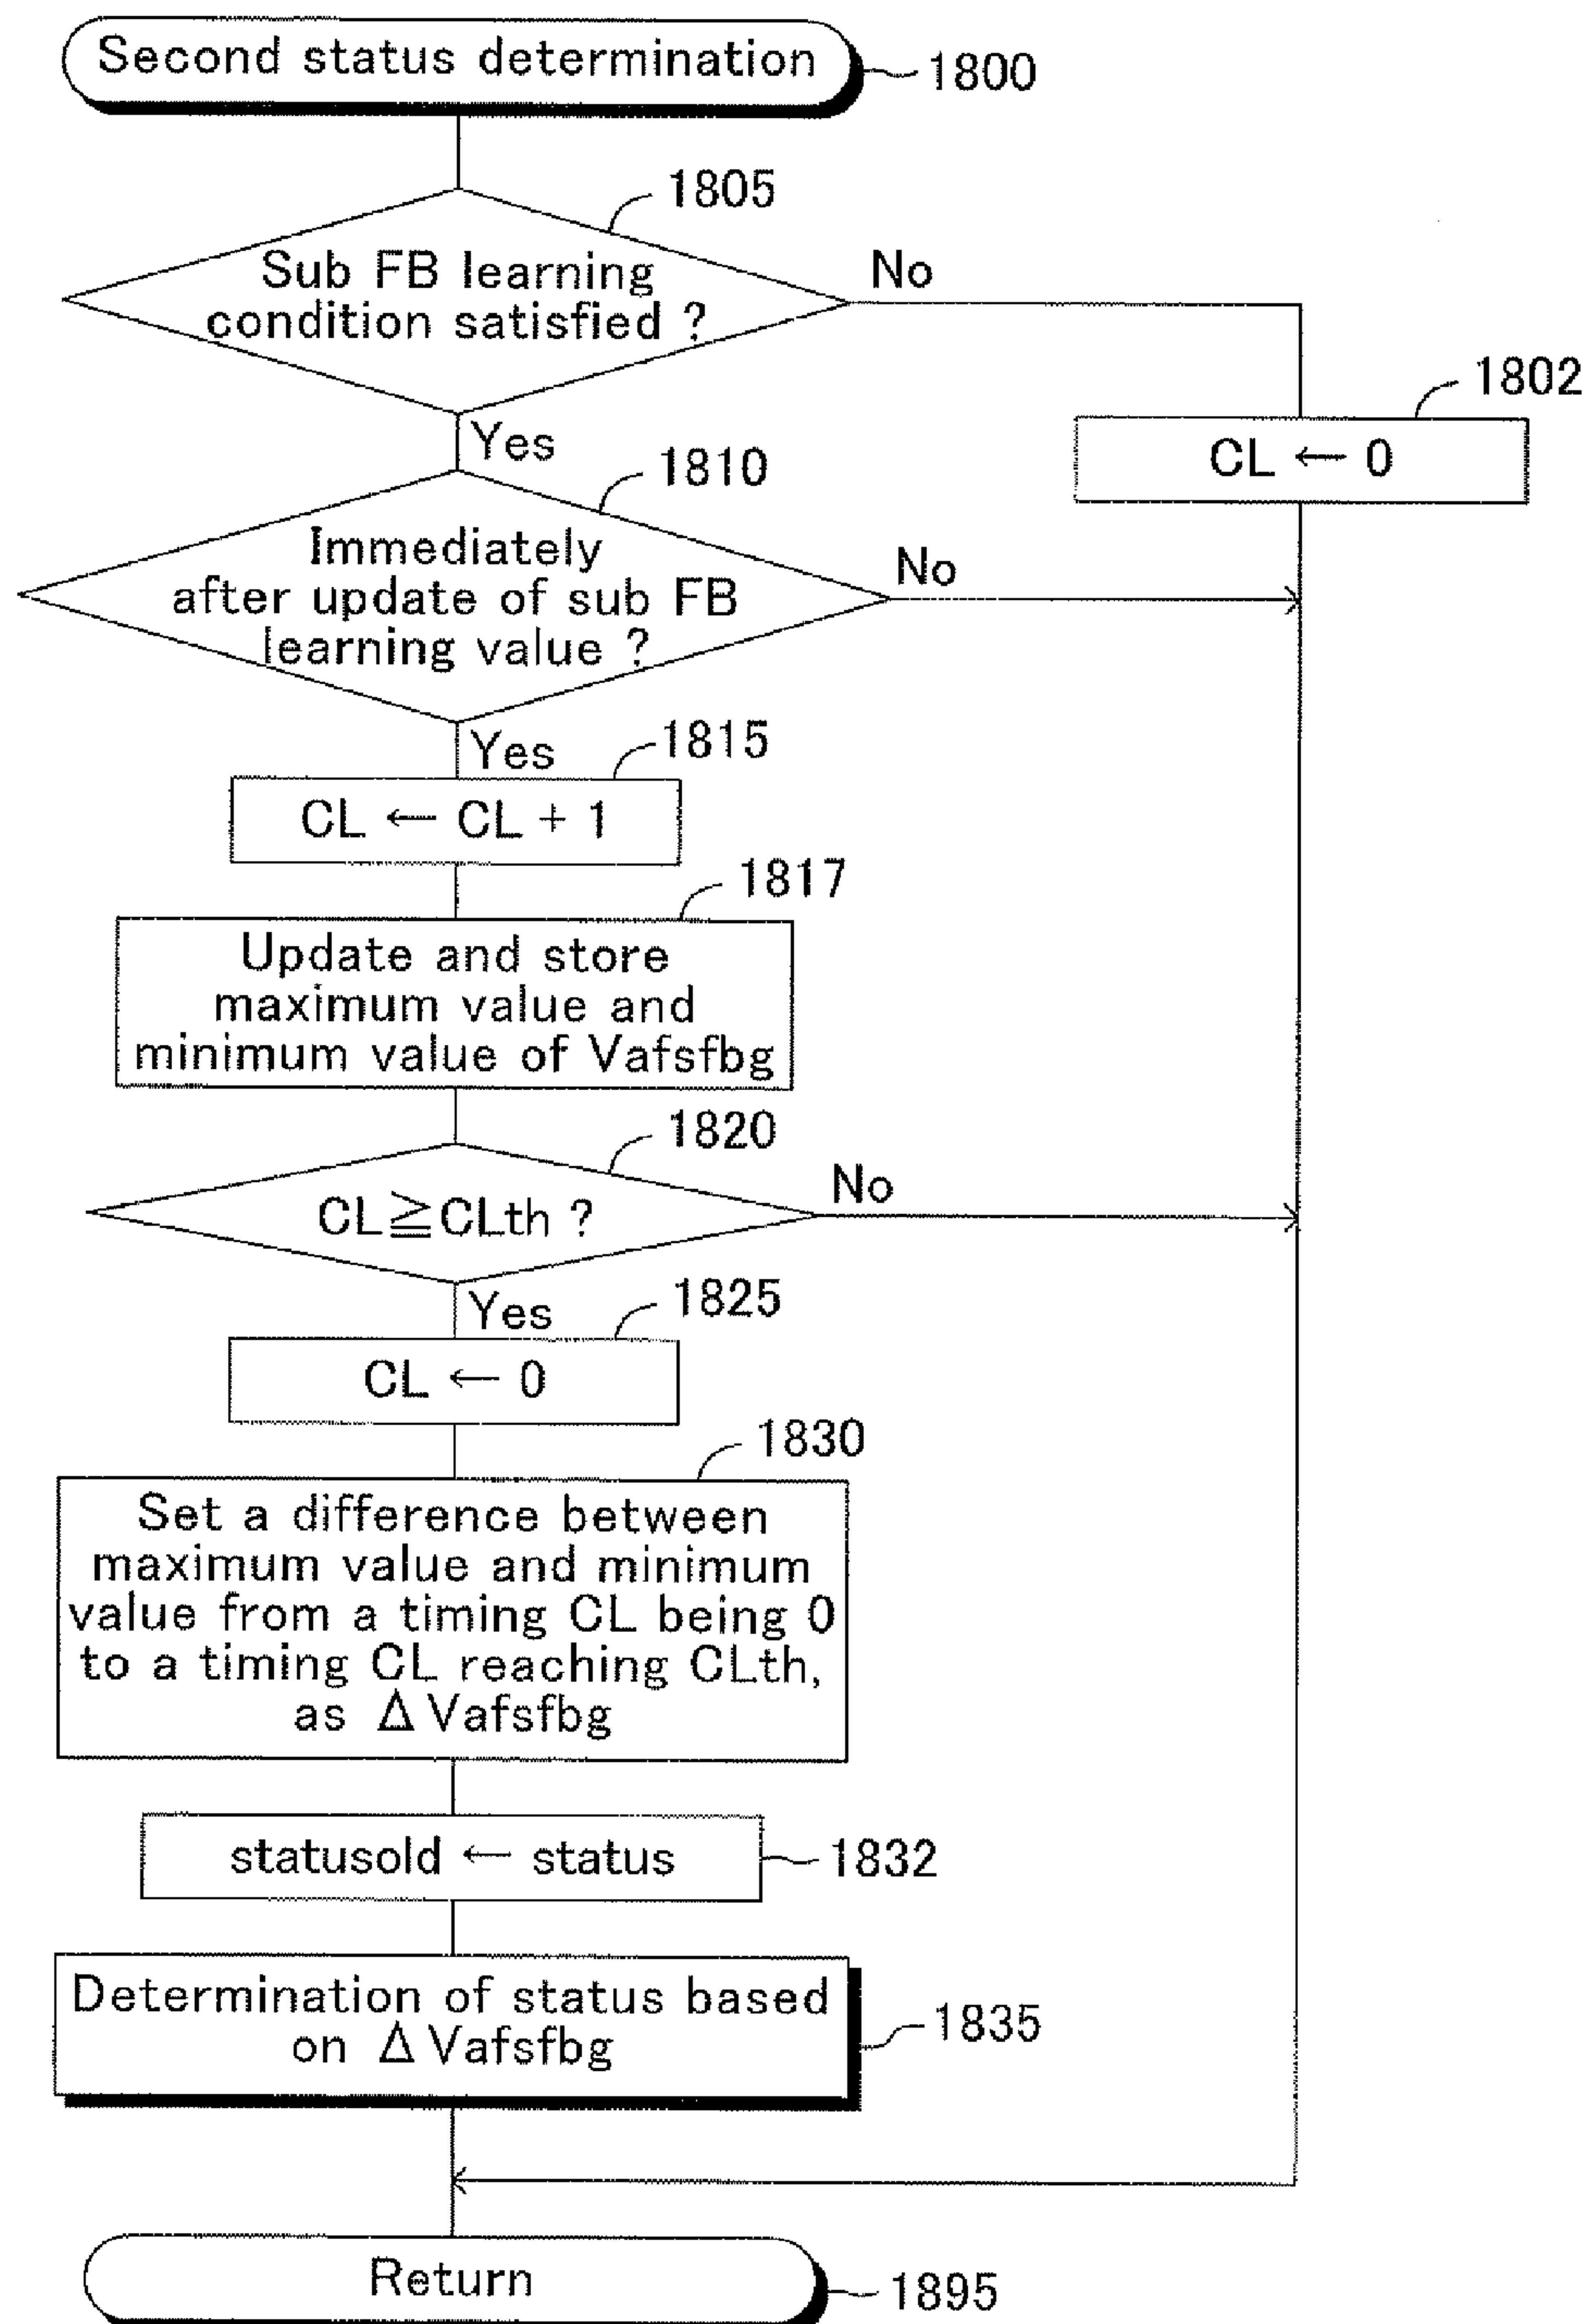 Second status determination
1800
1805
Sub FB learning
condition satisfied ?
No
1802
CL ← 0
Yes
1810
Immediately
after update of sub FB
learning value ?
No
Yes
1815
CL ← CL + 1
1817
Update and store
maximum value and
minimum value of Vafsfbg
1820
CL≧CLth ?
No
Yes
1825
CL ← 0
1830
Set a difference between
maximum value and minimum
value from a timing CL being 0
to a timing CL reaching CLth,
as Δ Vafsfbg
statusold ← status
1832
Determination of status based
on Δ Vafsfbg
1835
Return
1895